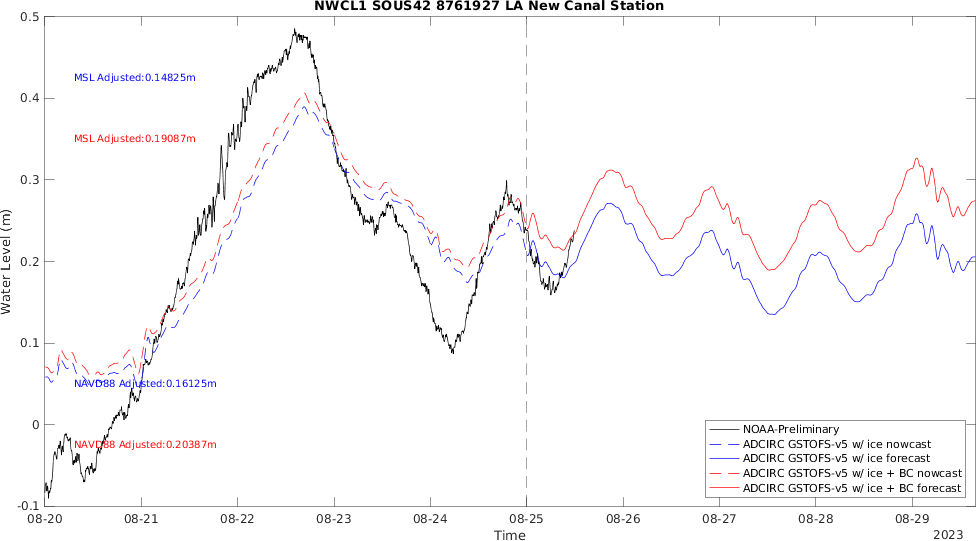 NWCL1 SOUS42 8761927 LA New Canal Station
0.5
0.4
0.3
0.2
0.1
0
-0.1
Water Level (m)
MSL Adjusted:0.14825m
MSL Adjusted:0.19087m
NAVD88 Adjusted:0.16125m
NAVD88 Adjusted:0.20387m
NOAA-Preliminary
ADCIRC GSTOFS-v5 w/ ice nowcast
ADCIRC GSTOFS-v5 w/ ice forecast
ADCIRC GSTOFS-v5 w/ ice + BC nowcast
ADCIRC GSTOFS-v5 w/ ice + BC forecast
08-20 08-21 08-22 08-23 08-24 08-25 08-26 08-27 08-28 08-29
Time
2023